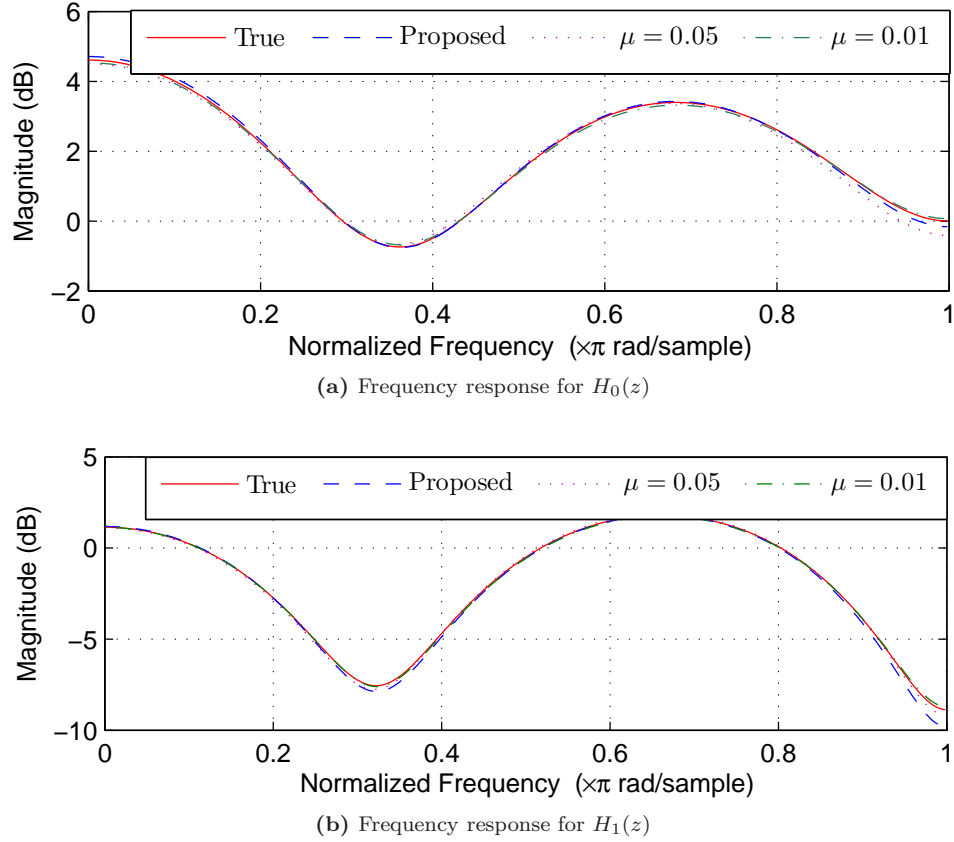 6
4
2
0
−2
Magnitude (dB)
True
Proposed
μ = 0.05
μ = 0.01
0
0.2
0.4
0.6
0.8
1
Normalized Frequency (×π rad/sample)
(a) Frequency response for H₀(z)
5
0
−5
−10
Magnitude (dB)
True
Proposed
μ = 0.05
μ = 0.01
0
0.2
0.4
0.6
0.8
1
Normalized Frequency (×π rad/sample)
(b) Frequency response for H₁(z)